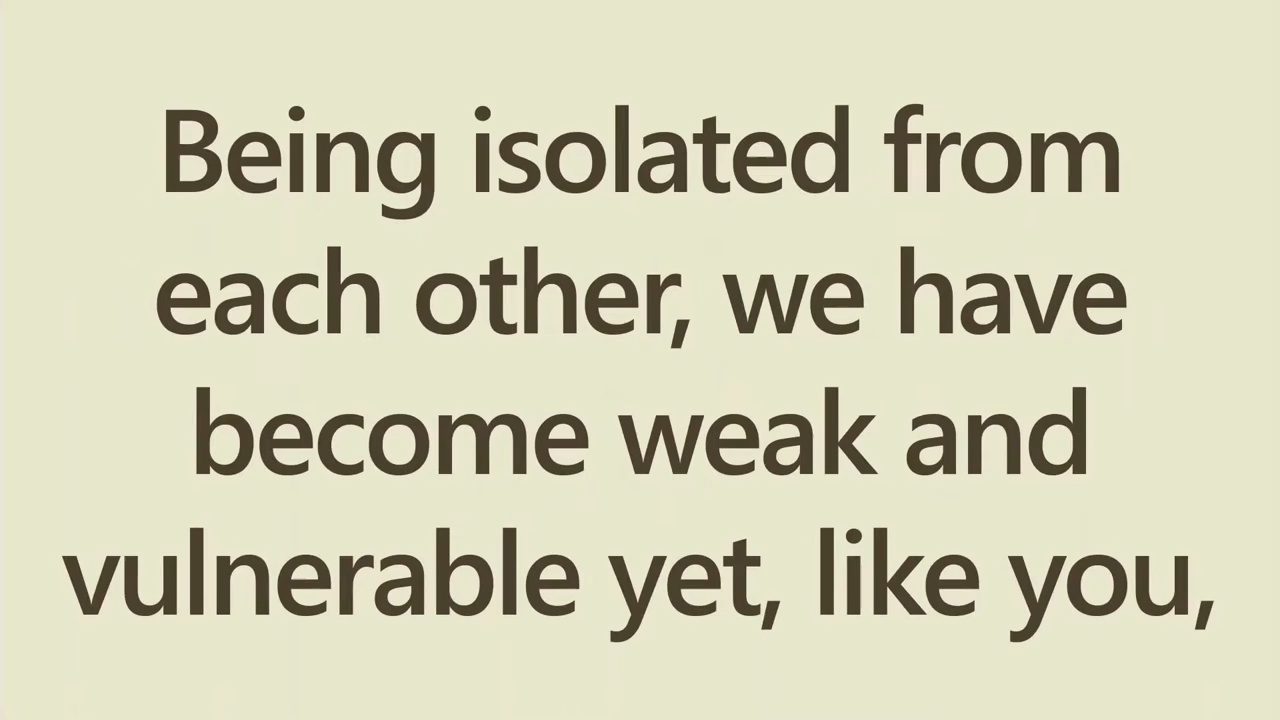 Being isolated from
each other, we have
become weak and
vulnerable yet, like you,